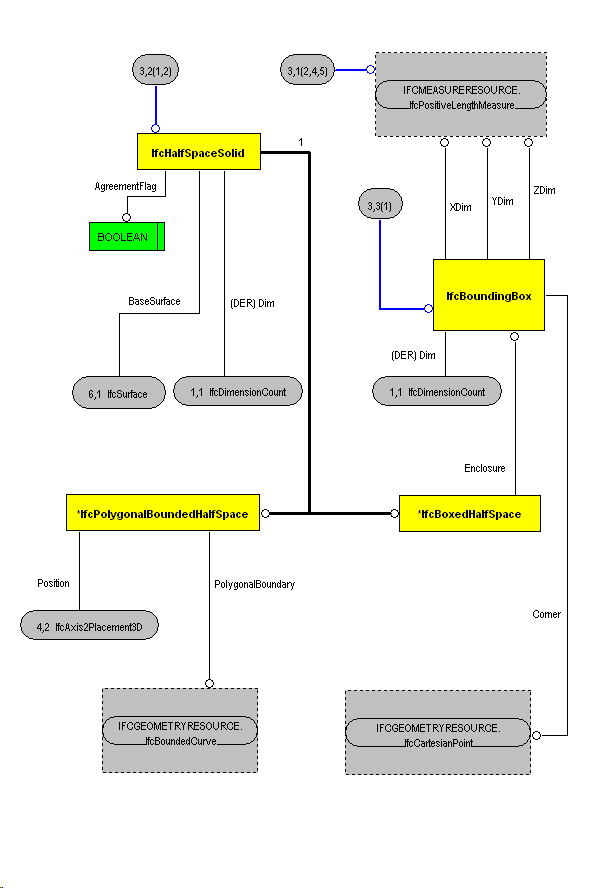 3,2(1,2)
3,1(2,4,5)
IFCMEASURERESOURCE.
IfcPositiveLengthMeasure
1
IfcHalfSpaceSolid
AgreementFlag
BOOLEAN
3,3(1)
XDim
YDim
ZDim
IfcBoundingBox
BaseSurface
(DER) Dim
(DER) Dim
6,1 IfcSurface
1,1 IfcDimensionCount
1,1 IfcDimensionCount
Enclosure
*IfcPolygonalBoundedHalfSpace
*IfcBoxedHalfSpace
Position
PolygonalBoundary
Corner
4,2 IfcAxis2Placement3D
IFCGEOMETRYRESOURCE.
IfcBoundedCurve
IFCGEOMETRYRESOURCE.
IfcCartesianPoint